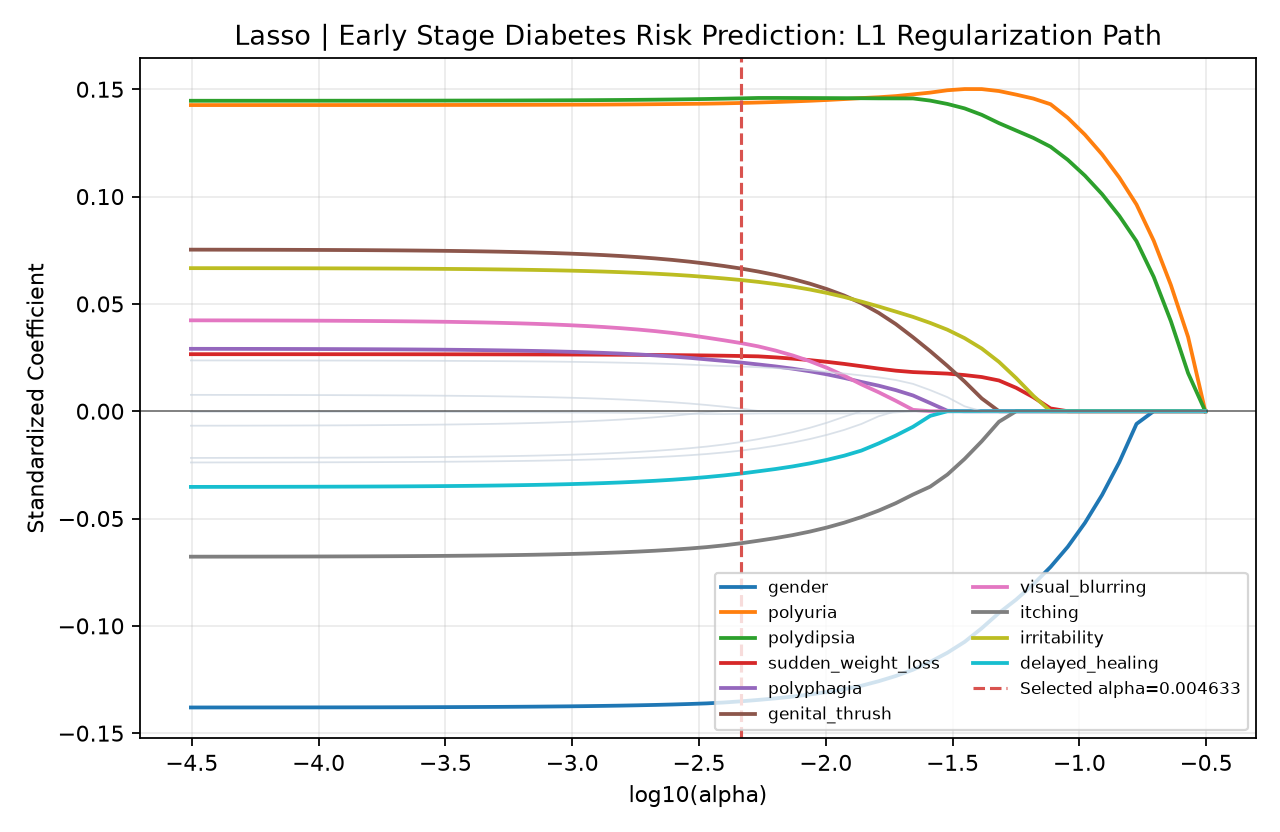 Lasso | Early Stage Diabetes Risk Prediction: L1 Regularization Path
Standardized Coefficient
0.15
0.10
0.05
0.00
−0.05
−0.10
−0.15
−4.5
−4.0
−3.5
−3.0
−2.5
−2.0
−1.5
−1.0
−0.5
log10(alpha)
gender
polyuria
polydipsia
sudden_weight_loss
polyphagia
genital_thrush
visual_blurring
itching
irritability
delayed_healing
Selected alpha=0.004633